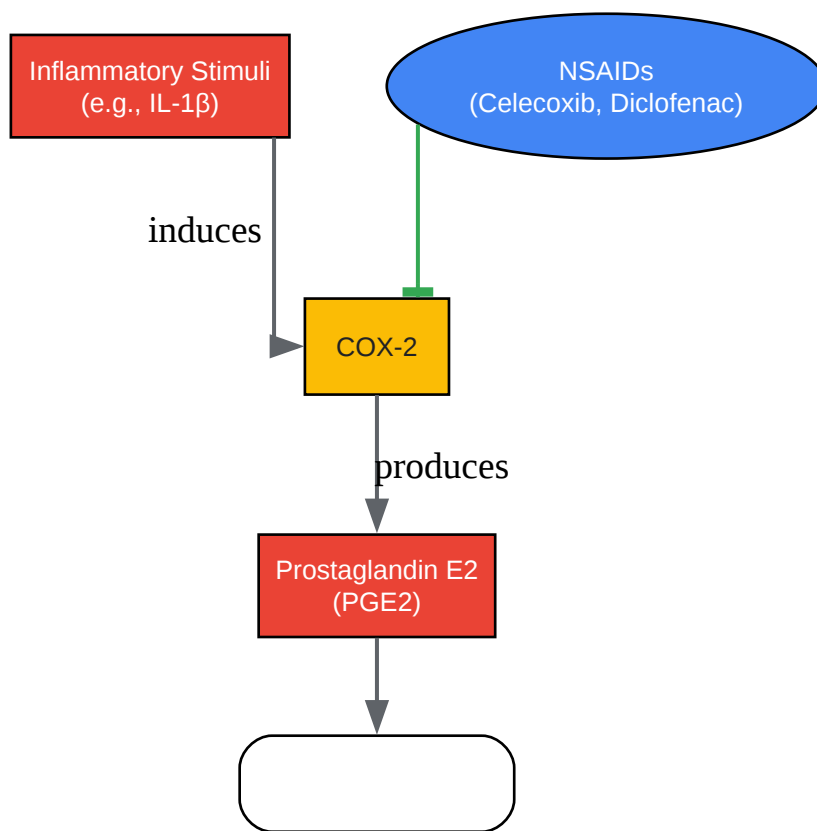 Inflammatory Stimuli
(e.g., IL-1β)
NSAIDs
(Celecoxib, Diclofenac)
induces
COX-2
produces
Prostaglandin E2
(PGE2)